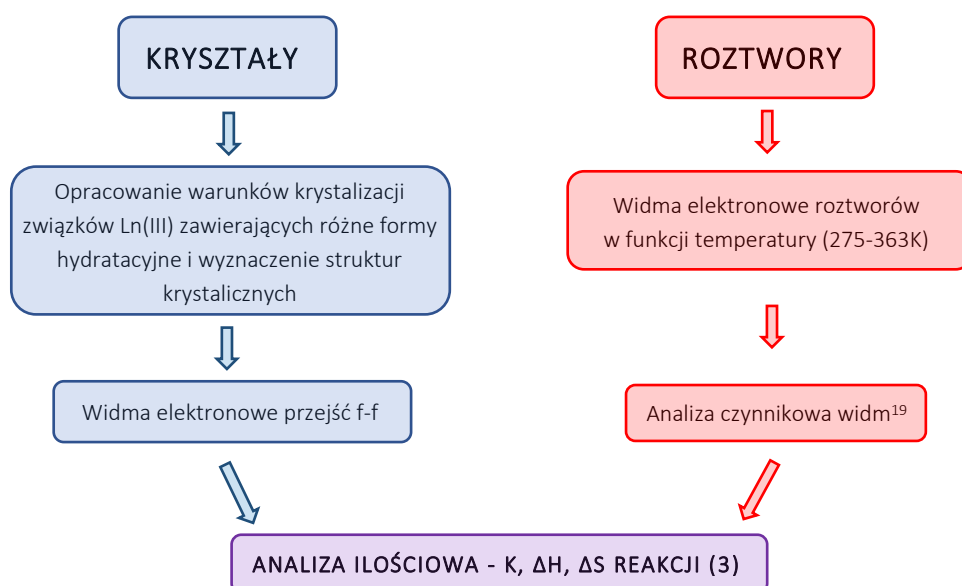 KRYSZTAŁY
Opracowanie warunków krystalizacji
związków Ln(III) zawierających różne formy
hydratacyjne i wyznaczenie struktur
krystalicznych
Widma elektronowe przejść f-f
ROZTWORY
Widma elektronowe roztworów
w funkcji temperatury (275-363K)
Analiza czynnikowa widm¹⁹
ANALIZA ILOŚCIOWA - K, ΔH, ΔS REAKCJI (3)